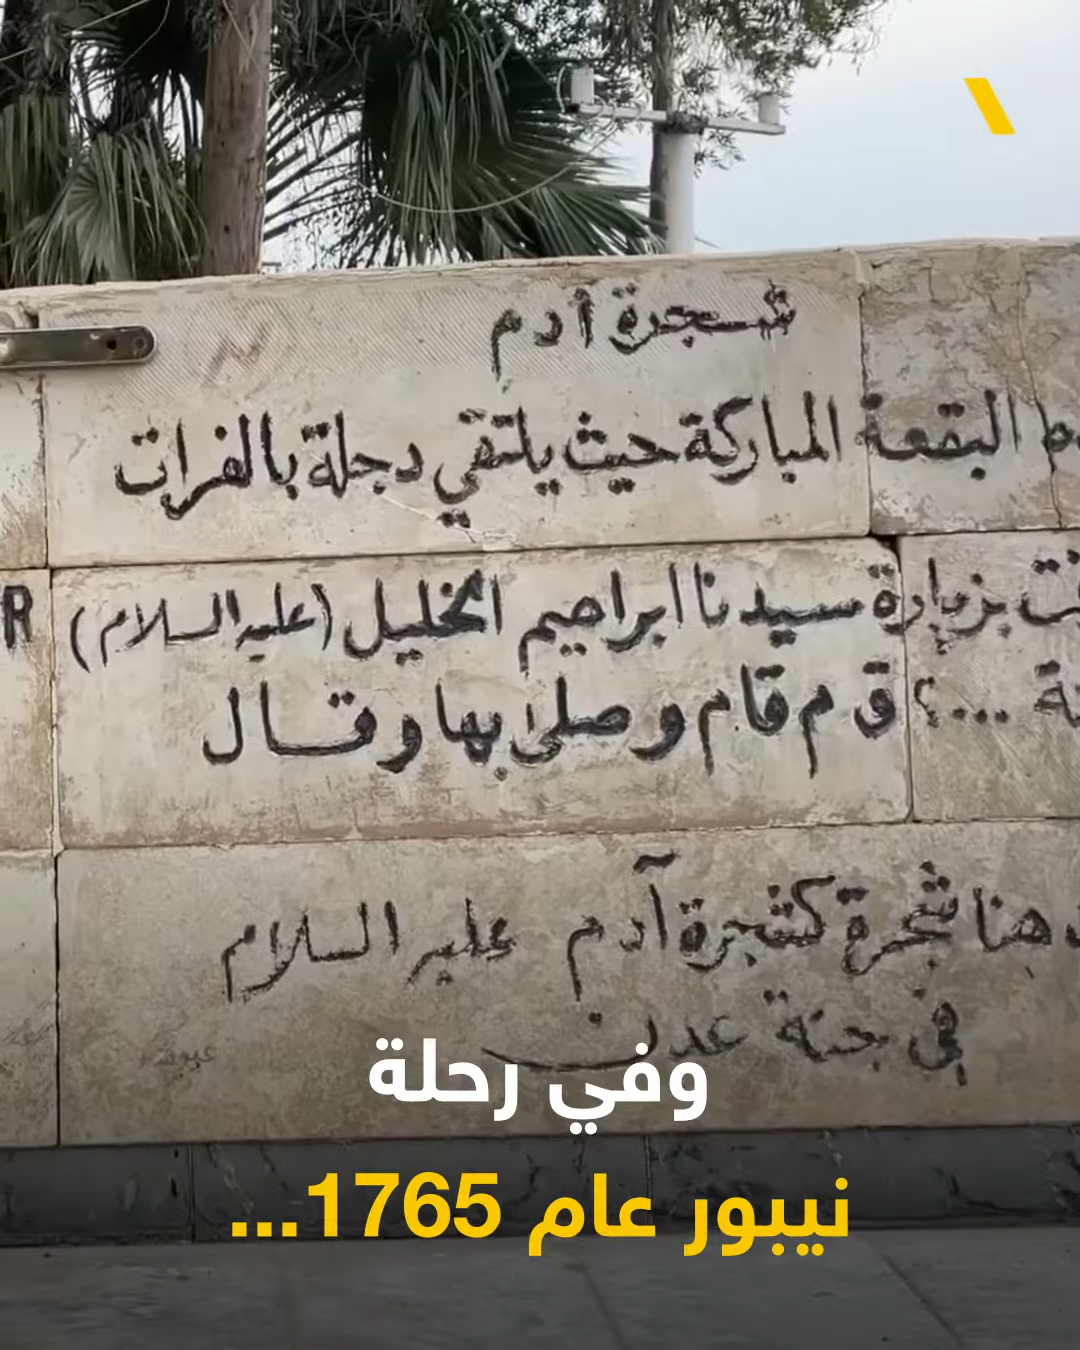 شجرة آدم
البقعة المباركة حيث يلتقي دجلة بالفرات
بزيارة سيدنا ابراهيم الخليل (عليه السلام)
R
...؟ ق م قام وصلى بها وقال
هنا شجرة كشجرة آدم عليه السلام
في جنة عدن
وفي رحلة
نيبور عام 1765...